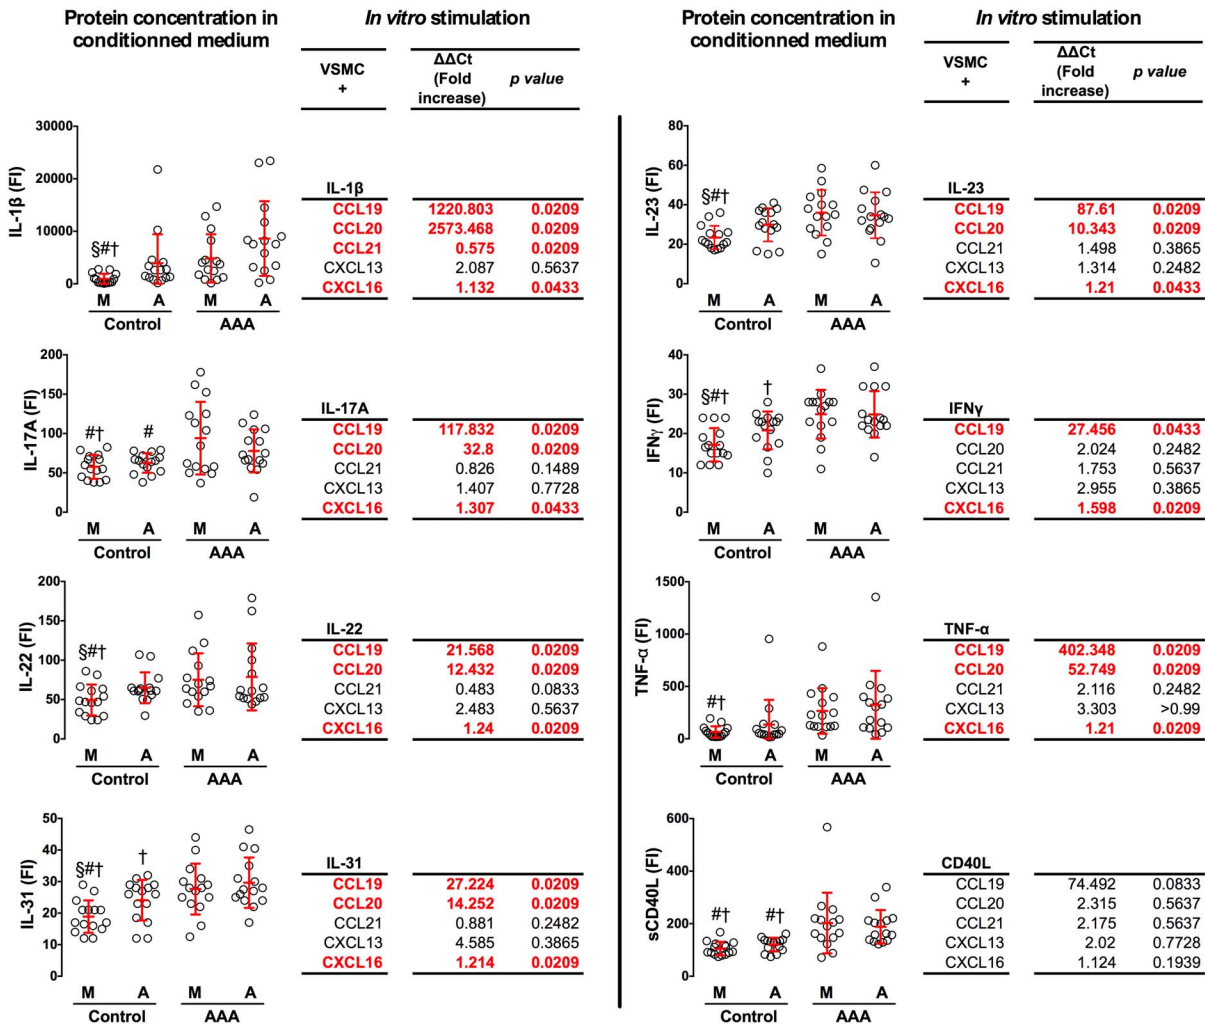 Protein concentration in
conditionned medium
In vitro stimulation
VSMC
+
ΔΔCt
(Fold
increase)
p value
IL-1β (FI)
30000
20000
10000
0
§#†
M A M A
Control AAA
IL-1β
CCL19 1220.803 0.0209
CCL20 2573.468 0.0209
CCL21 0.575 0.0209
CXCL13 2.087 0.5637
CXCL16 1.132 0.0433
IL-17A (FI)
200
150
100
50
0
#† #
M A M A
Control AAA
IL-17A
CCL19 117.832 0.0209
CCL20 32.8 0.0209
CCL21 0.826 0.1489
CXCL13 1.407 0.7728
CXCL16 1.307 0.0433
IL-22 (FI)
200
150
100
50
0
§#†
M A M A
Control AAA
IL-22
CCL19 21.568 0.0209
CCL20 12.432 0.0209
CCL21 0.483 0.0833
CXCL13 2.483 0.5637
CXCL16 1.24 0.0209
IL-31 (FI)
50
40
30
20
10
0
§#† †
M A M A
Control AAA
IL-31
CCL19 27.224 0.0209
CCL20 14.252 0.0209
CCL21 0.881 0.2482
CXCL13 4.585 0.3865
CXCL16 1.214 0.0209
Protein concentration in
conditionned medium
In vitro stimulation
VSMC
+
ΔΔCt
(Fold
increase)
p value
IL-23 (FI)
80
60
40
20
0
§#†
M A M A
Control AAA
IL-23
CCL19 87.61 0.0209
CCL20 10.343 0.0209
CCL21 1.498 0.3865
CXCL13 1.314 0.2482
CXCL16 1.21 0.0433
IFNγ (FI)
40
30
20
10
0
§#† †
M A M A
Control AAA
IFNγ
CCL19 27.456 0.0433
CCL20 2.024 0.2482
CCL21 1.753 0.5637
CXCL13 2.955 0.3865
CXCL16 1.598 0.0209
TNF-α (FI)
1500
1000
500
0
#†
M A M A
Control AAA
TNF-α
CCL19 402.348 0.0209
CCL20 52.749 0.0209
CCL21 2.116 0.2482
CXCL13 3.303 >0.99
CXCL16 1.21 0.0209
sCD40L (FI)
600
400
200
0
#† #†
M A M A
Control AAA
CD40L
CCL19 74.492 0.0833
CCL20 2.315 0.5637
CCL21 2.175 0.5637
CXCL13 2.02 0.7728
CXCL16 1.124 0.1939